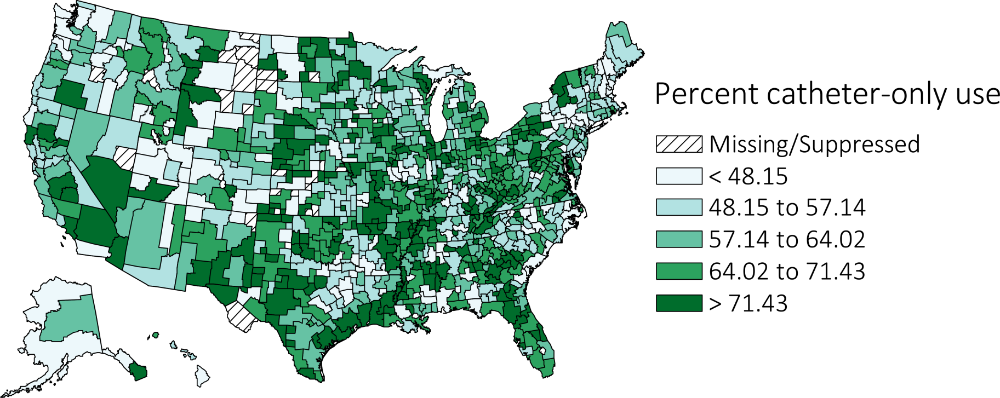 Percent catheter-only use
Missing/Suppressed
< 48.15
48.15 to 57.14
57.14 to 64.02
64.02 to 71.43
> 71.43